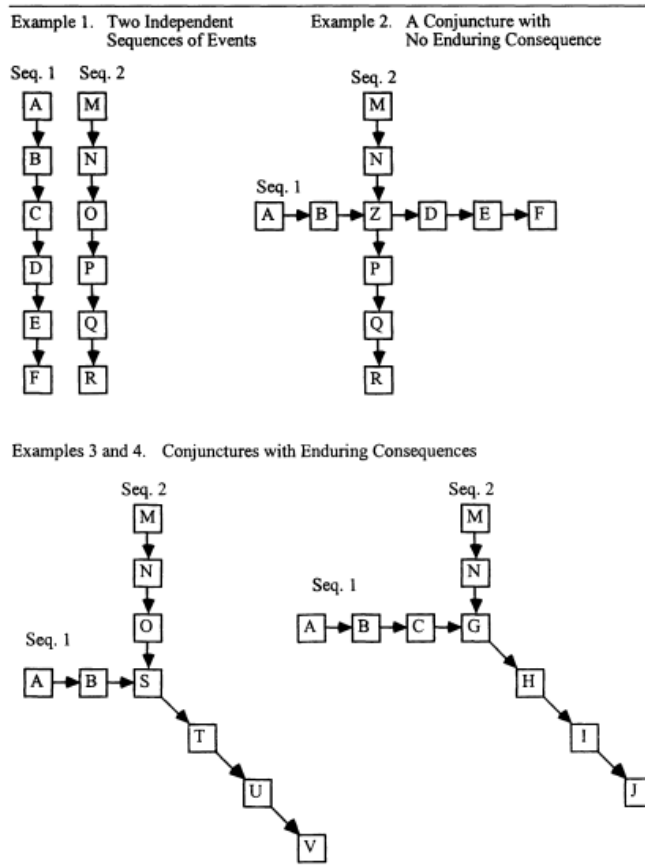 Example 1. Two Independent
Sequences of Events
Example 2. A Conjuncture with
No Enduring Consequence
Seq. 1 Seq. 2
A M
B N
C O
D P
E Q
F R
Seq. 2
M
N
Seq. 1
A B Z D E F
P
Q
R
Examples 3 and 4. Conjunctures with Enduring Consequences
Seq. 2
M
N
O
Seq. 1
A B S
T
U
V
Seq. 2
M
N
Seq. 1
A B C G
H
I
J